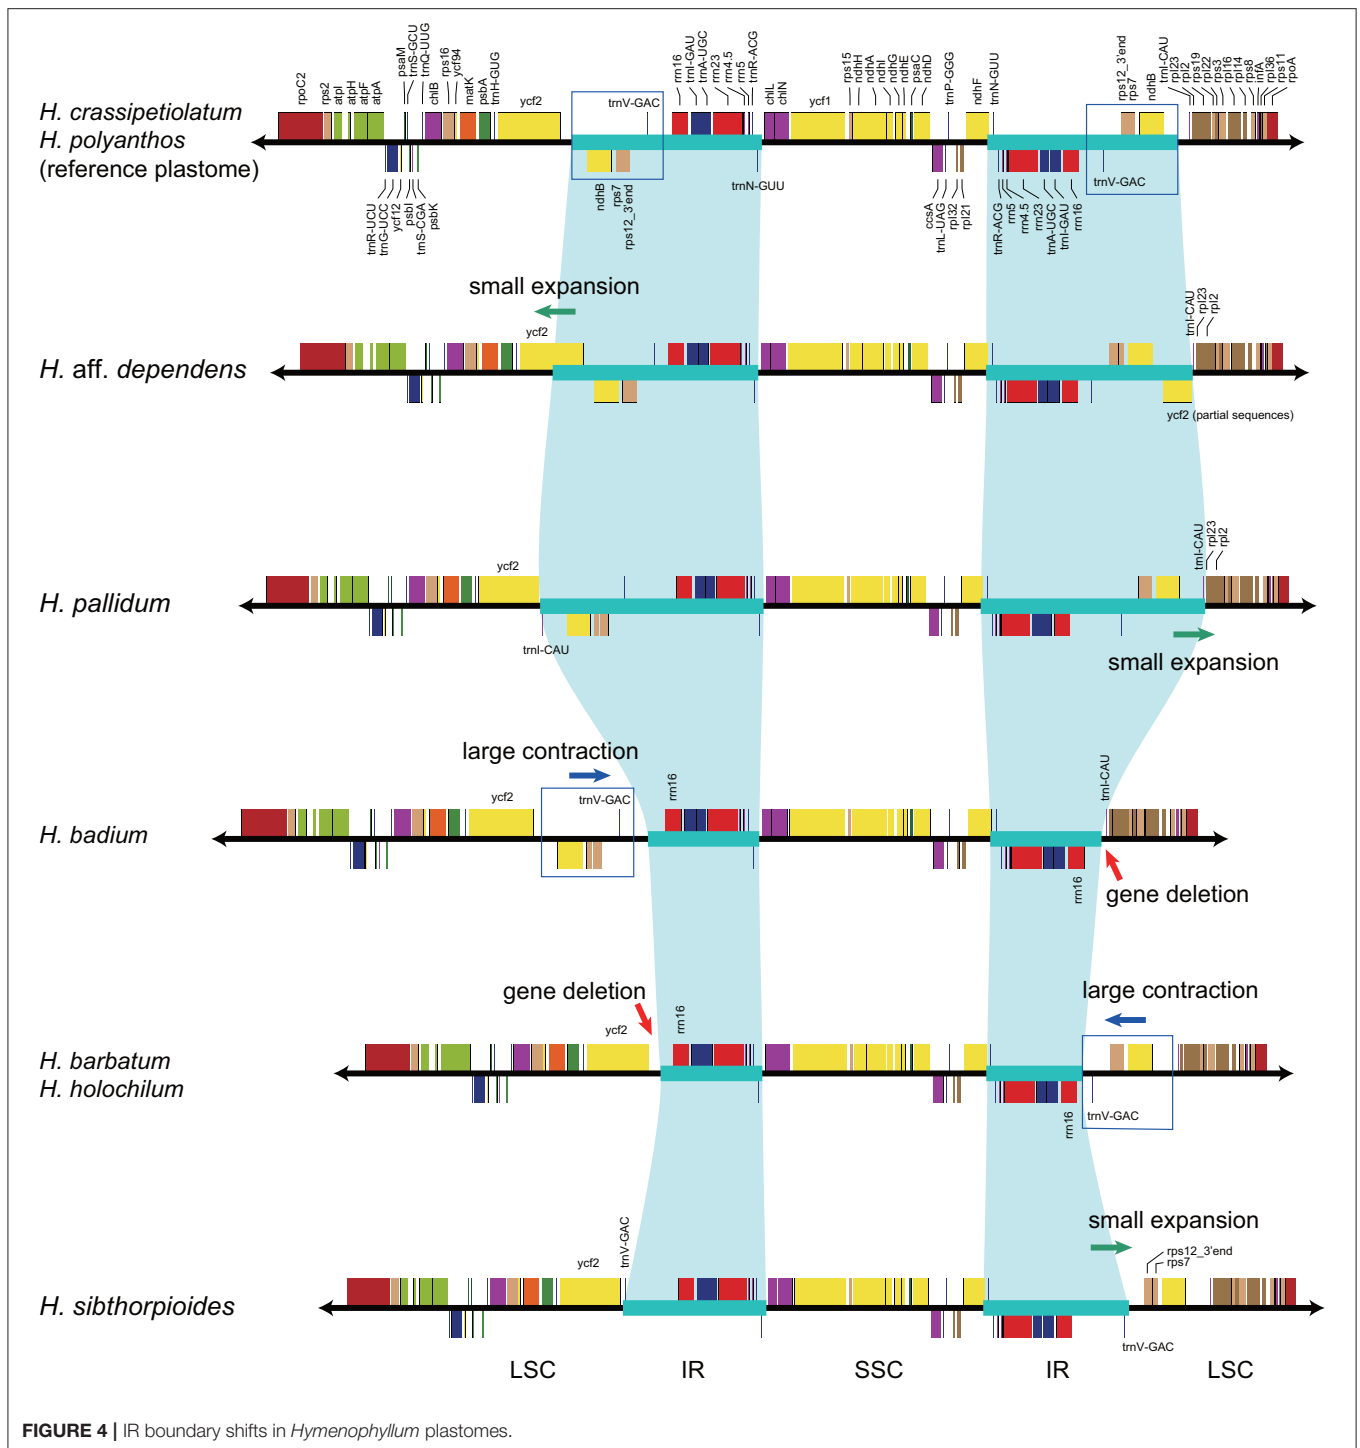 rpoC2
rps2
atpI
atpH
atpF
atpA
psaM
trnS-GCU
trnQ-UUG
chlB
rps16
ycf94
matK
psbA
trnH-GUG
ycf2
trnV-GAC
rrn16
trnI-GAU
trnA-UGC
rrn23
rrn4.5
rrn5
trnR-ACG
chlL
chlN
ycf1
rps15
ndhH
ndhA
ndhI
ndhG
ndhE
psaC
ndhD
trnP-GGG
ndhF
trnN-GUU
rps12_3'end
rps7
ndhB
trnI-CAU
rpl23
rpl2
rps19
rpl22
rps3
rpl16
rpl14
rps8
infA
rpl36
rps11
rpoA
H. crassipetiolatum
H. polyanthos
(reference plastome)
trnR-UCU
trnG-UCC
ycf12
psbI
trnS-CGA
psbK
ndhB
rps7
rps12_3'end
trnN-GUU
ccsA
trnL-UAG
rpl32
rpl21
trnR-ACG
rrn5
rrn4.5
rrn23
trnA-UGC
trnI-GAU
rrn16
trnV-GAC
small expansion
ycf2
trnI-CAU
rpl23
rpl2
H. aff. dependens
ycf2 (partial sequences)
ycf2
trnI-CAU
rpl23
rpl2
H. pallidum
trnI-CAU
small expansion
large contraction
ycf2
trnV-GAC
rrn16
trnI-CAU
H. badium
rrn16
gene deletion
gene deletion
large contraction
ycf2
rrn16
H. barbatum
H. holochilum
rrn16
trnV-GAC
small expansion
ycf2
trnV-GAC
rps12_3'end
rps7
H. sibthorpioides
trnV-GAC
LSC
IR
SSC
IR
LSC
FIGURE 4 | IR boundary shifts in Hymenophyllum plastomes.